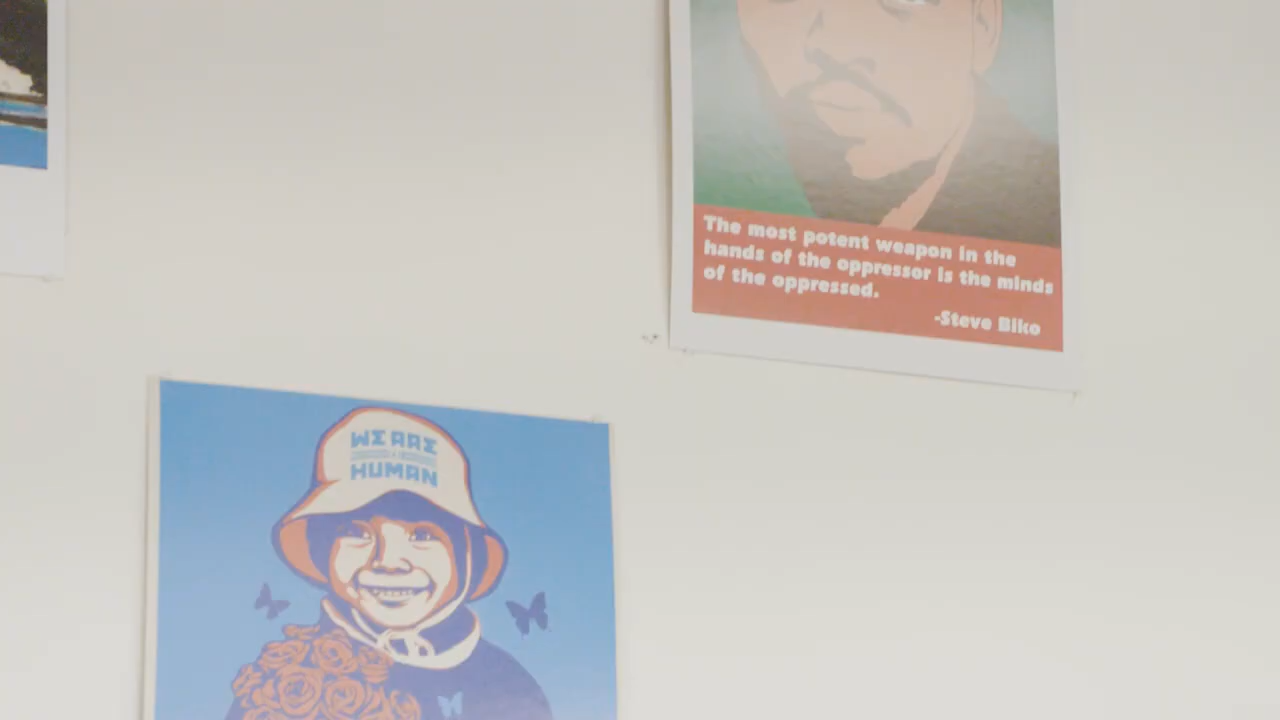 The most potent weapon in the
hands of the oppressor is the minds
of the oppressed.
-Steve Biko
WE ARE
HUMAN